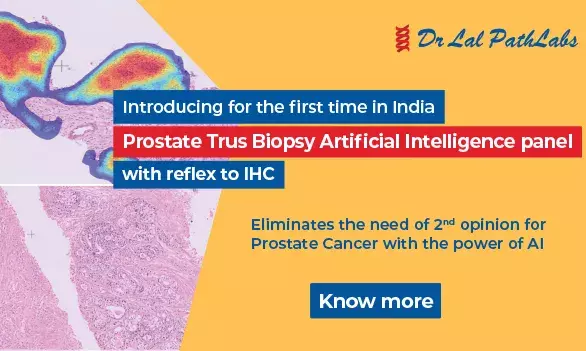 Dr Lal PathLabs
Introducing for the first time in India
Prostate Trus Biopsy Artificial Intelligence panel
with reflex to IHC
Eliminates the need of 2nd opinion for
Prostate Cancer with the power of AI
Know more